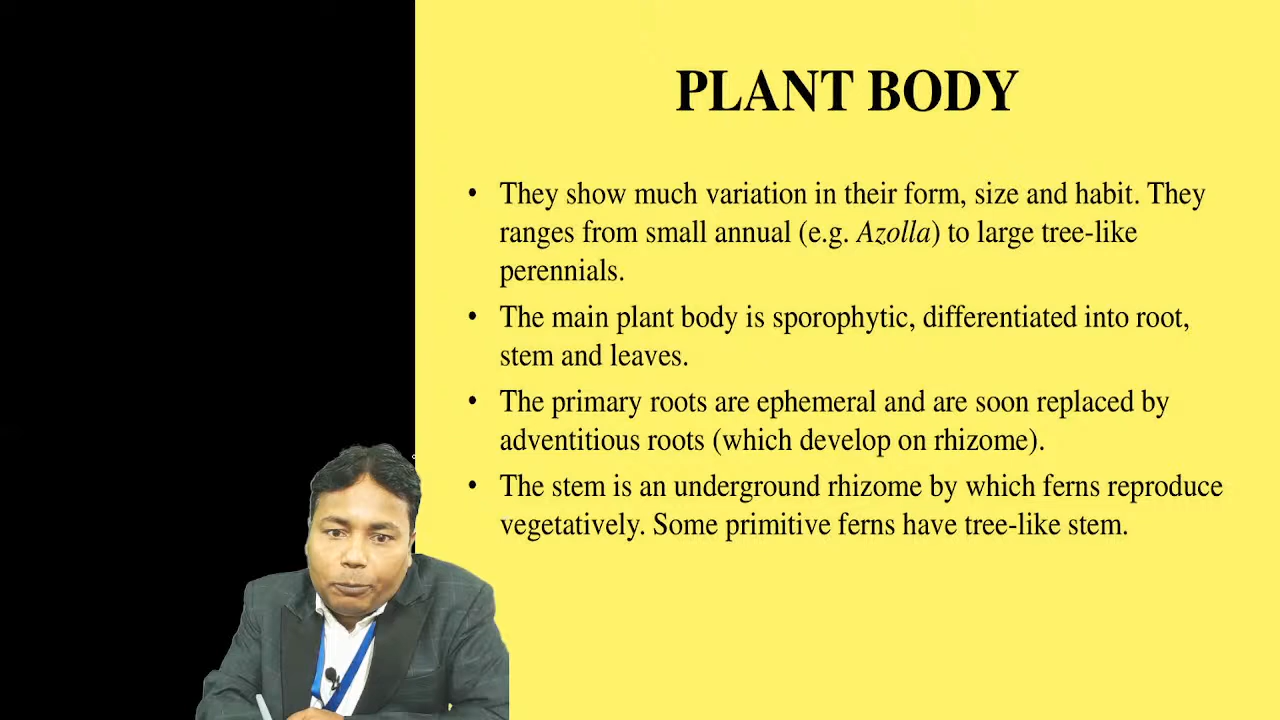 PLANT BODY
• They show much variation in their form, size and habit. They
ranges from small annual (e.g. Azolla) to large tree-like
perennials.
• The main plant body is sporophytic, differentiated into root,
stem and leaves.
• The primary roots are ephemeral and are soon replaced by
adventitious roots (which develop on rhizome).
• The stem is an underground rhizome by which ferns reproduce
vegetatively. Some primitive ferns have tree-like stem.